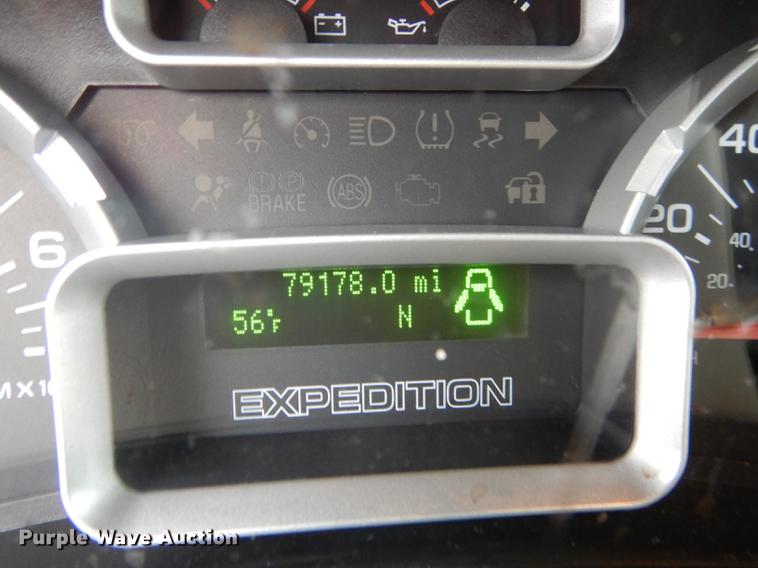 BRAKE
ABS
40
20
40
20
6
79178.0 mi
56°F N
EXPEDITION
Purple Wave Auction